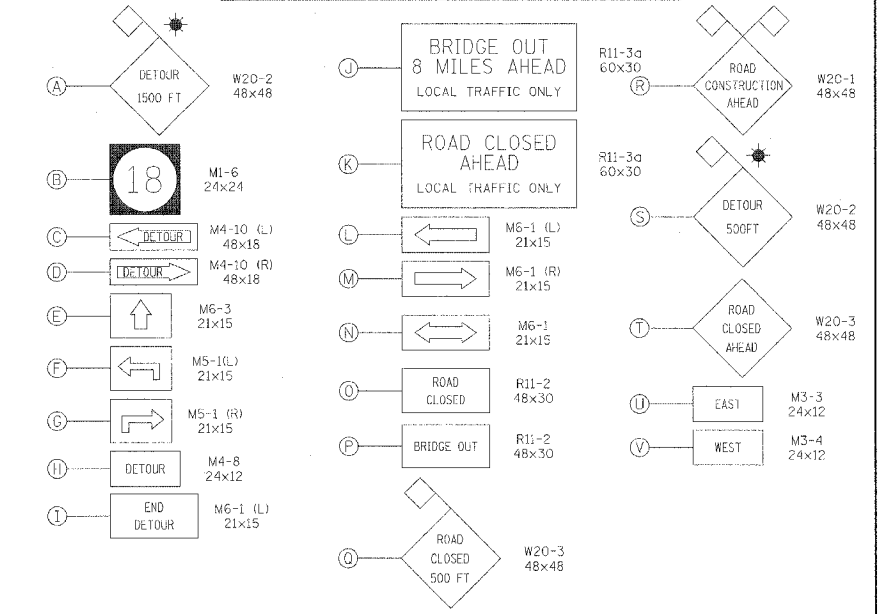 A
DETOUR
1500 FT
W20-2
48x48
B
18
M1-6
24x24
C
DETOUR
M4-10 (L)
48x18
D
DETOUR
M4-10 (R)
48x18
E
M6-3
21x15
F
M5-1(L)
21x15
G
M5-1 (R)
21x15
H
DETOUR
M4-8
24x12
I
END
DETOUR
M6-1 (L)
21x15
J
BRIDGE OUT
8 MILES AHEAD
LOCAL TRAFFIC ONLY
R11-3a
60x30
K
ROAD CLOSED
AHEAD
LOCAL TRAFFIC ONLY
R11-3a
60x30
L
M6-1 (L)
21x15
M
M6-1 (R)
21x15
N
M6-1
21x15
O
ROAD
CLOSED
R11-2
48x30
P
BRIDGE OUT
R11-2
48x30
Q
ROAD
CLOSED
500 FT
W20-3
48x48
R
ROAD
CONSTRUCTION
AHEAD
W20-1
48x48
S
DETOUR
500FT
W20-2
48x48
T
ROAD
CLOSED
AHEAD
W20-3
48x48
U
EAST
M3-3
24x12
V
WEST
M3-4
24x12